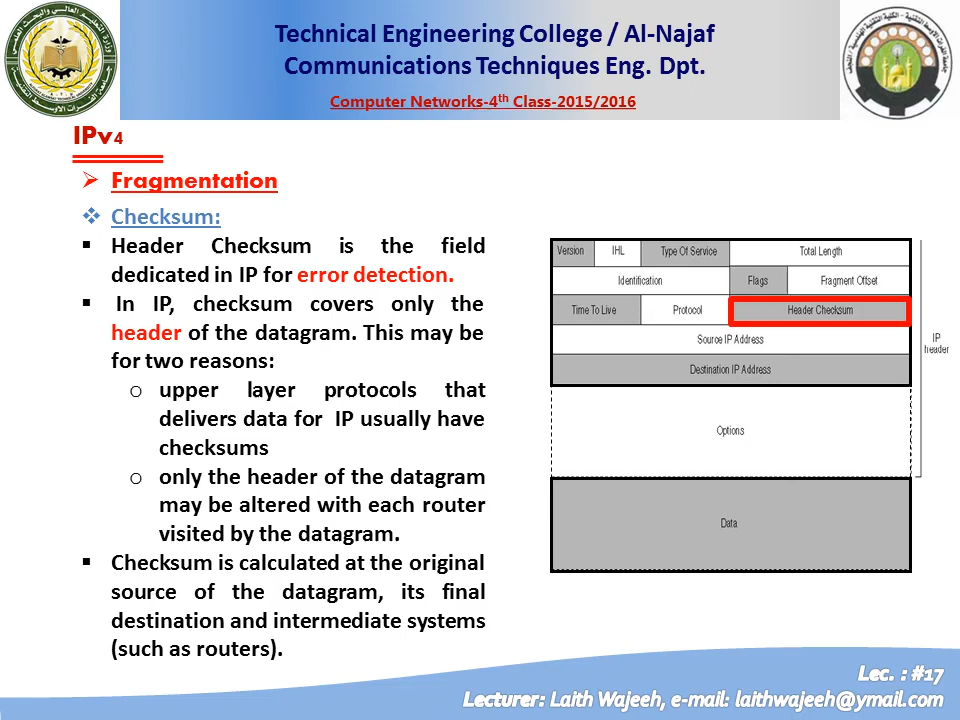 Technical Engineering College / Al-Najaf
Communications Techniques Eng. Dpt.
Computer Networks-4th Class-2015/2016
IPv4
Fragmentation
Checksum:
Header Checksum is the field
dedicated in IP for error detection.
In IP, checksum covers only the
header of the datagram. This may be
for two reasons:
upper layer protocols that
delivers data for IP usually have
checksums
only the header of the datagram
may be altered with each router
visited by the datagram.
Checksum is calculated at the original
source of the datagram, its final
destination and intermediate systems
(such as routers).
Version IHL Type Of Service Total Length
Identification Flags Fragment Offset
Time To Live Protocol Header Checksum
Source IP Address
Destination IP Address
Options
Data
IP
header
Lec. : #17
Lecturer: Laith Wajeeh, e-mail: laithwajeeh@ymail.com